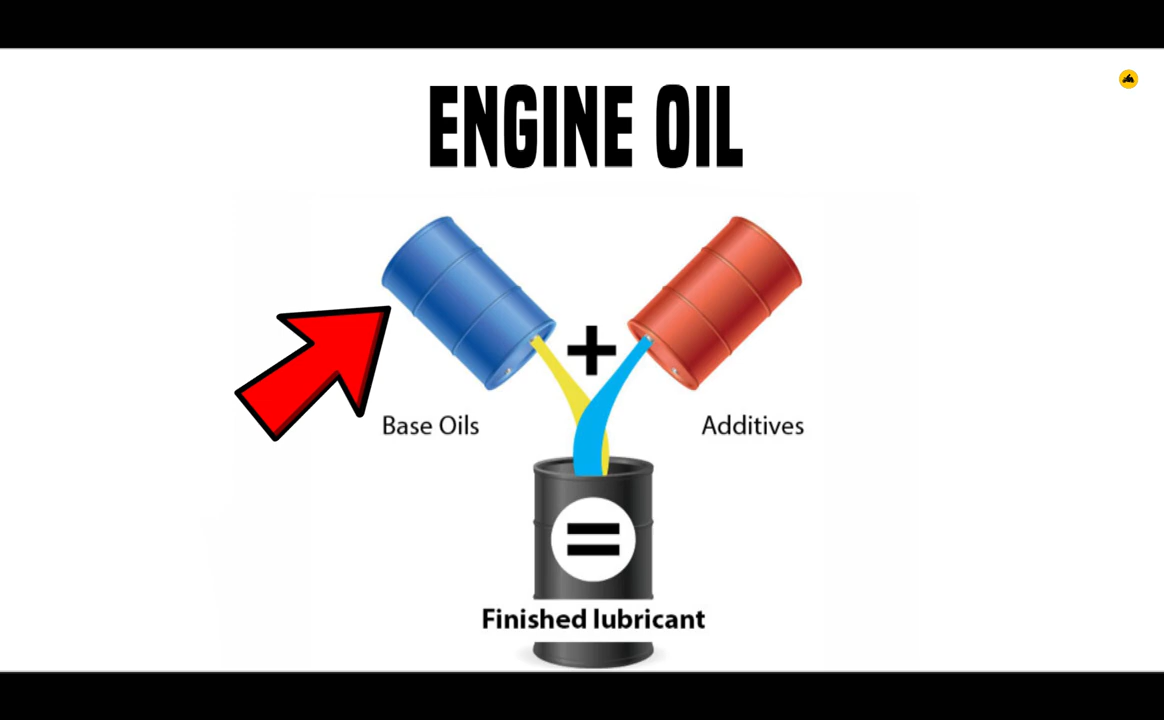 ENGINE OIL
+
Base Oils
Additives
=
Finished lubricant